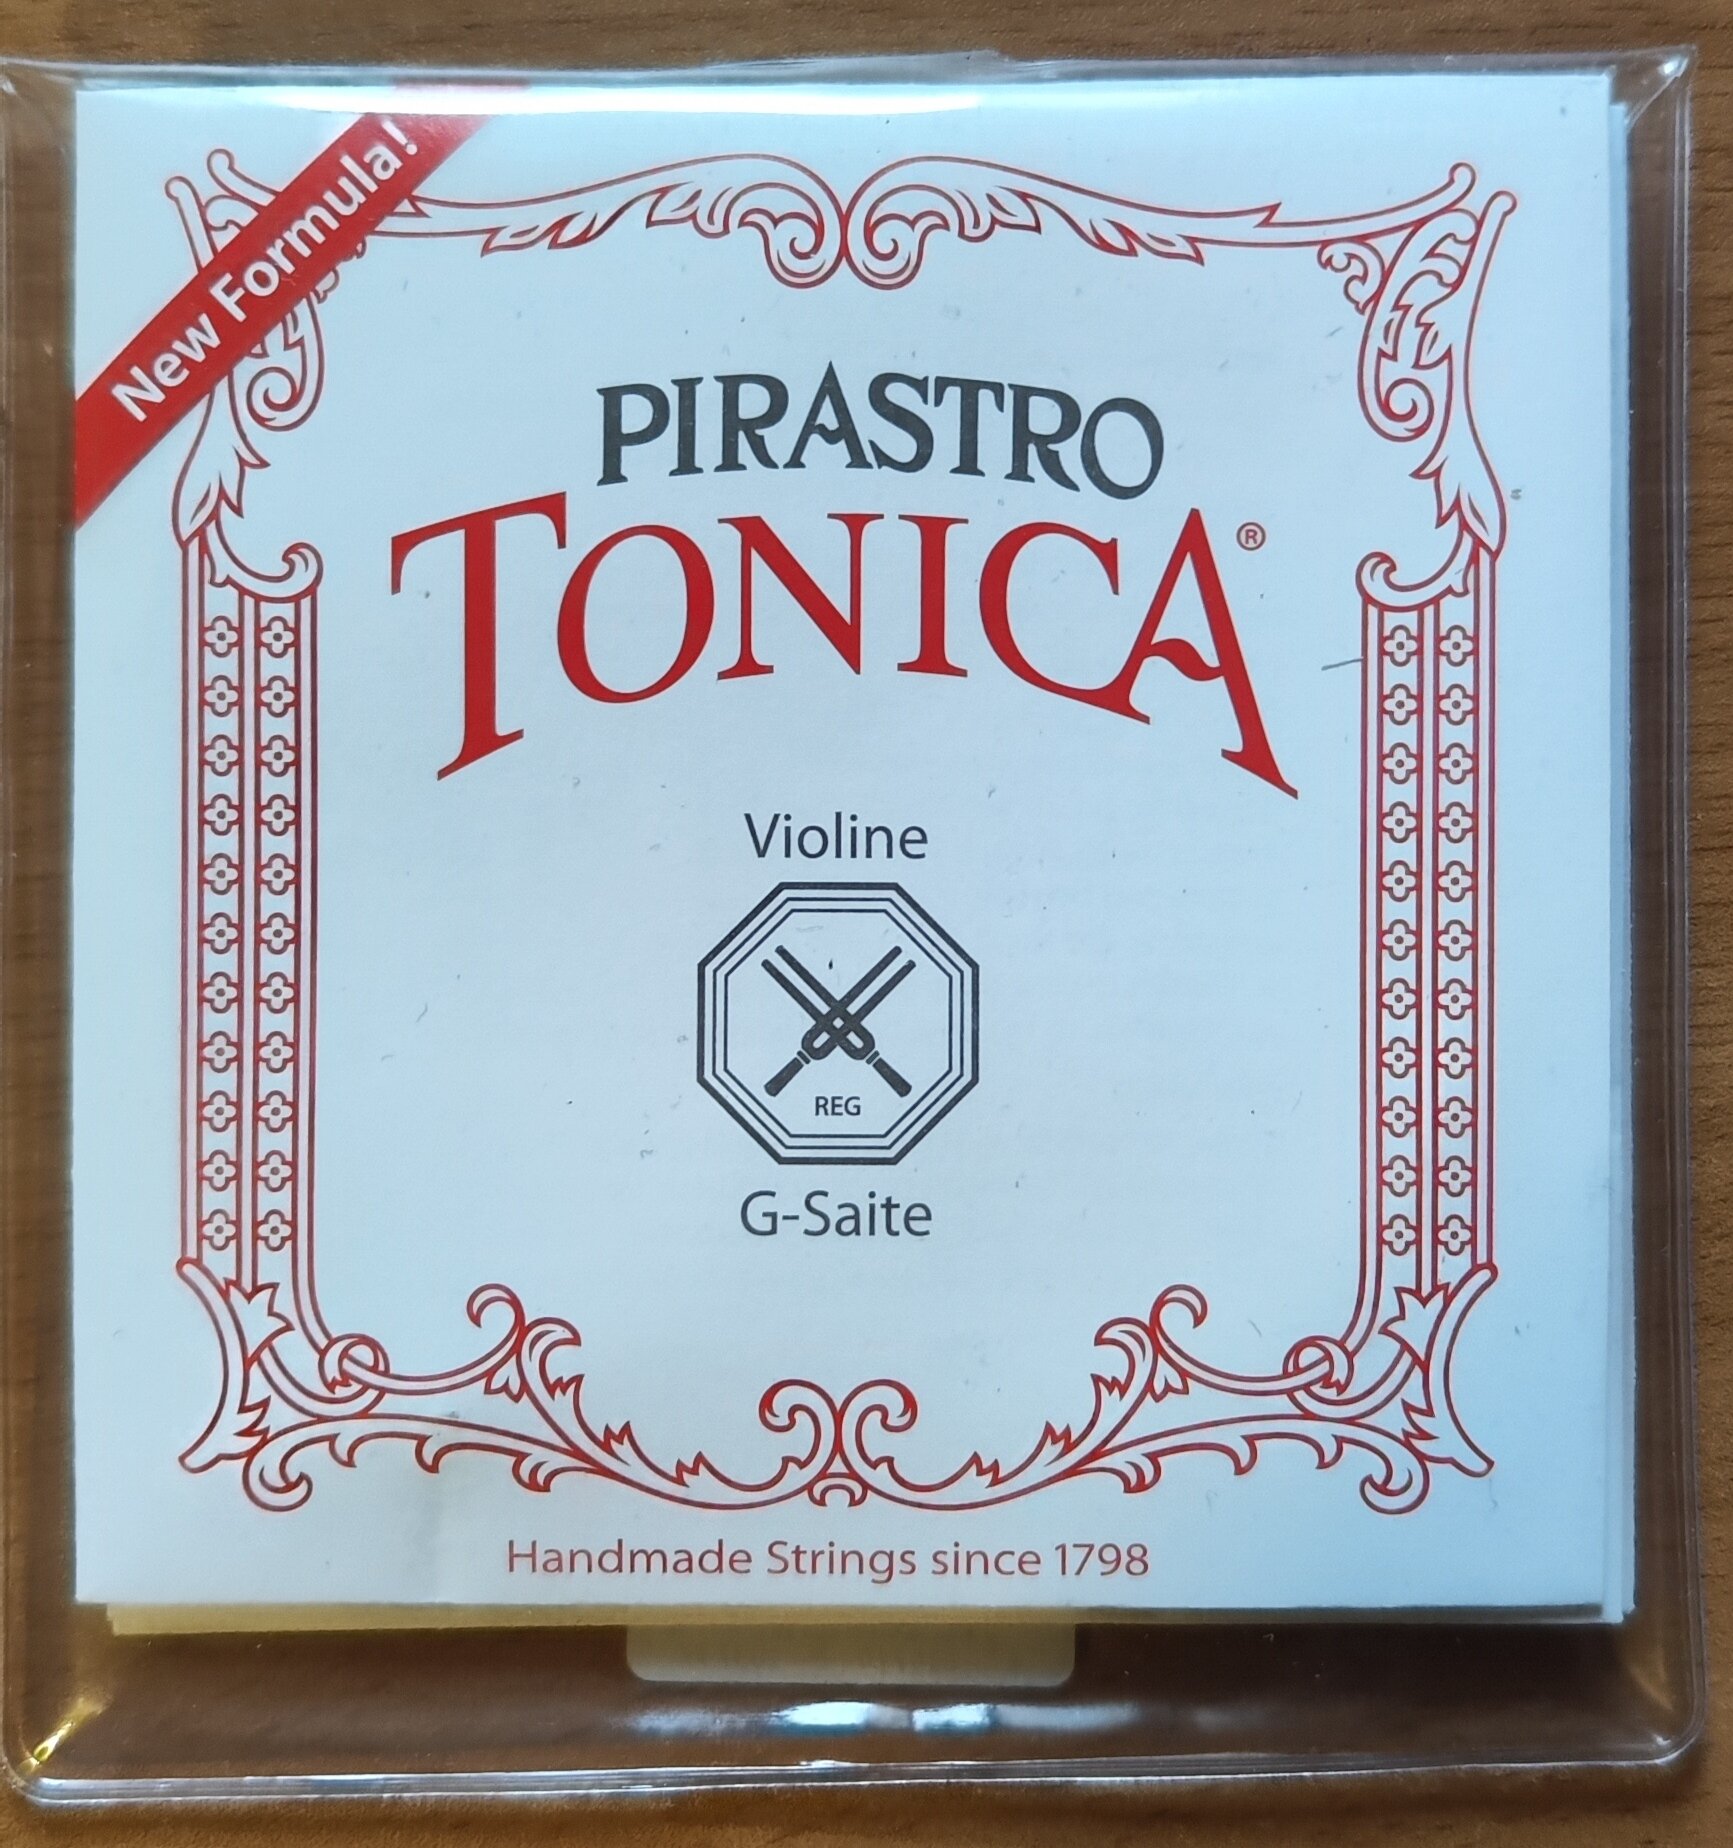 New Formula!
PIRASTRO
TONICA®
Violine
REG
G-Saite
Handmade Strings since 1798